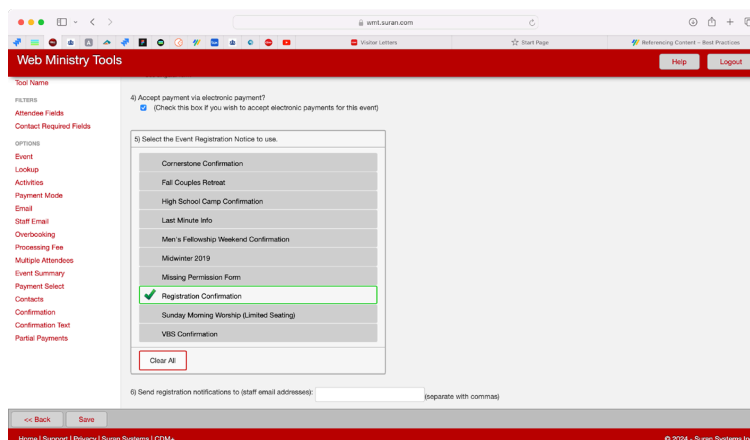 wmt.suran.com
Visitor Letters
Start Page
Referencing Content – Best Practices
Web Ministry Tools
Help
Logout
Tool Name
FILTERS
Attendee Fields
Contact Required Fields
OPTIONS
Event
Lookup
Activities
Payment Mode
Email
Staff Email
Overbooking
Processing Fee
Multiple Attendees
Event Summary
Payment Select
Contacts
Confirmation
Confirmation Text
Partial Payments
4) Accept payment via electronic payment?
(Check this box if you wish to accept electronic payments for this event)
5) Select the Event Registration Notice to use.
Cornerstone Confirmation
Fall Couples Retreat
High School Camp Confirmation
Last Minute Info
Men's Fellowship Weekend Confirmation
Midwinter 2019
Missing Permission Form
Registration Confirmation
Sunday Morning Worship (Limited Seating)
VBS Confirmation
Clear All
6) Send registration notifications to (staff email addresses):
(separate with commas)
<< Back
Save
Home | Support | Privacy | Suran Systems | CDM+
© 2024 - Suran Systems